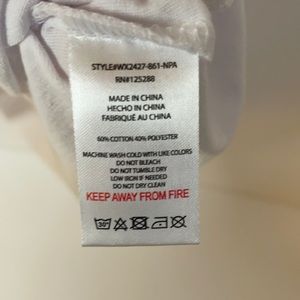 STYLE#WX2427-861-NPA
RN#125288
MADE IN CHINA
HECHO EN CHINA
FABRIQUÉ AU CHINA
60% COTTON 40% POLYESTER
MACHINE WASH COLD WITH LIKE COLORS
DO NOT BLEACH
DO NOT TUMBLE DRY
LOW IRON IF NEEDED
DO NOT DRY CLEAN
KEEP AWAY FROM FIRE
30°